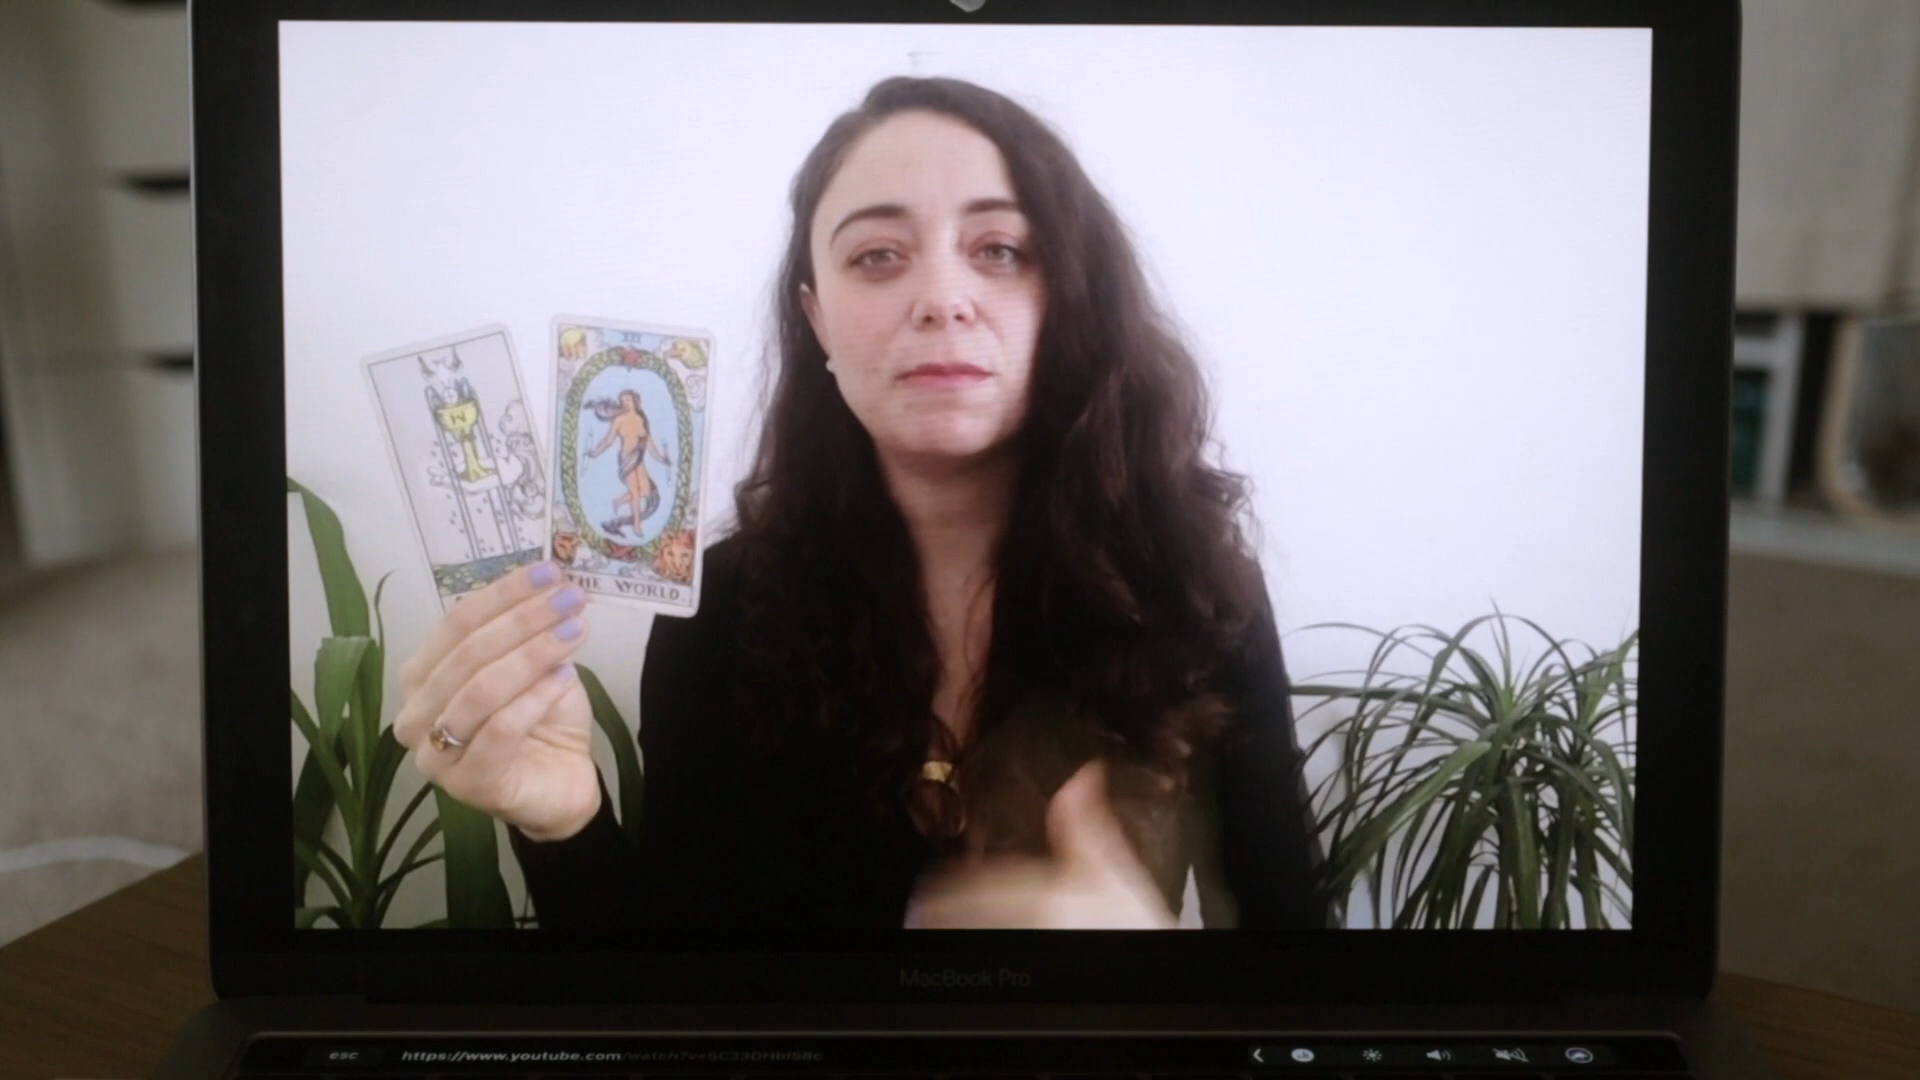 XXI
W
THE WORLD.
MacBook Pro
esc
https://www.youtube.com